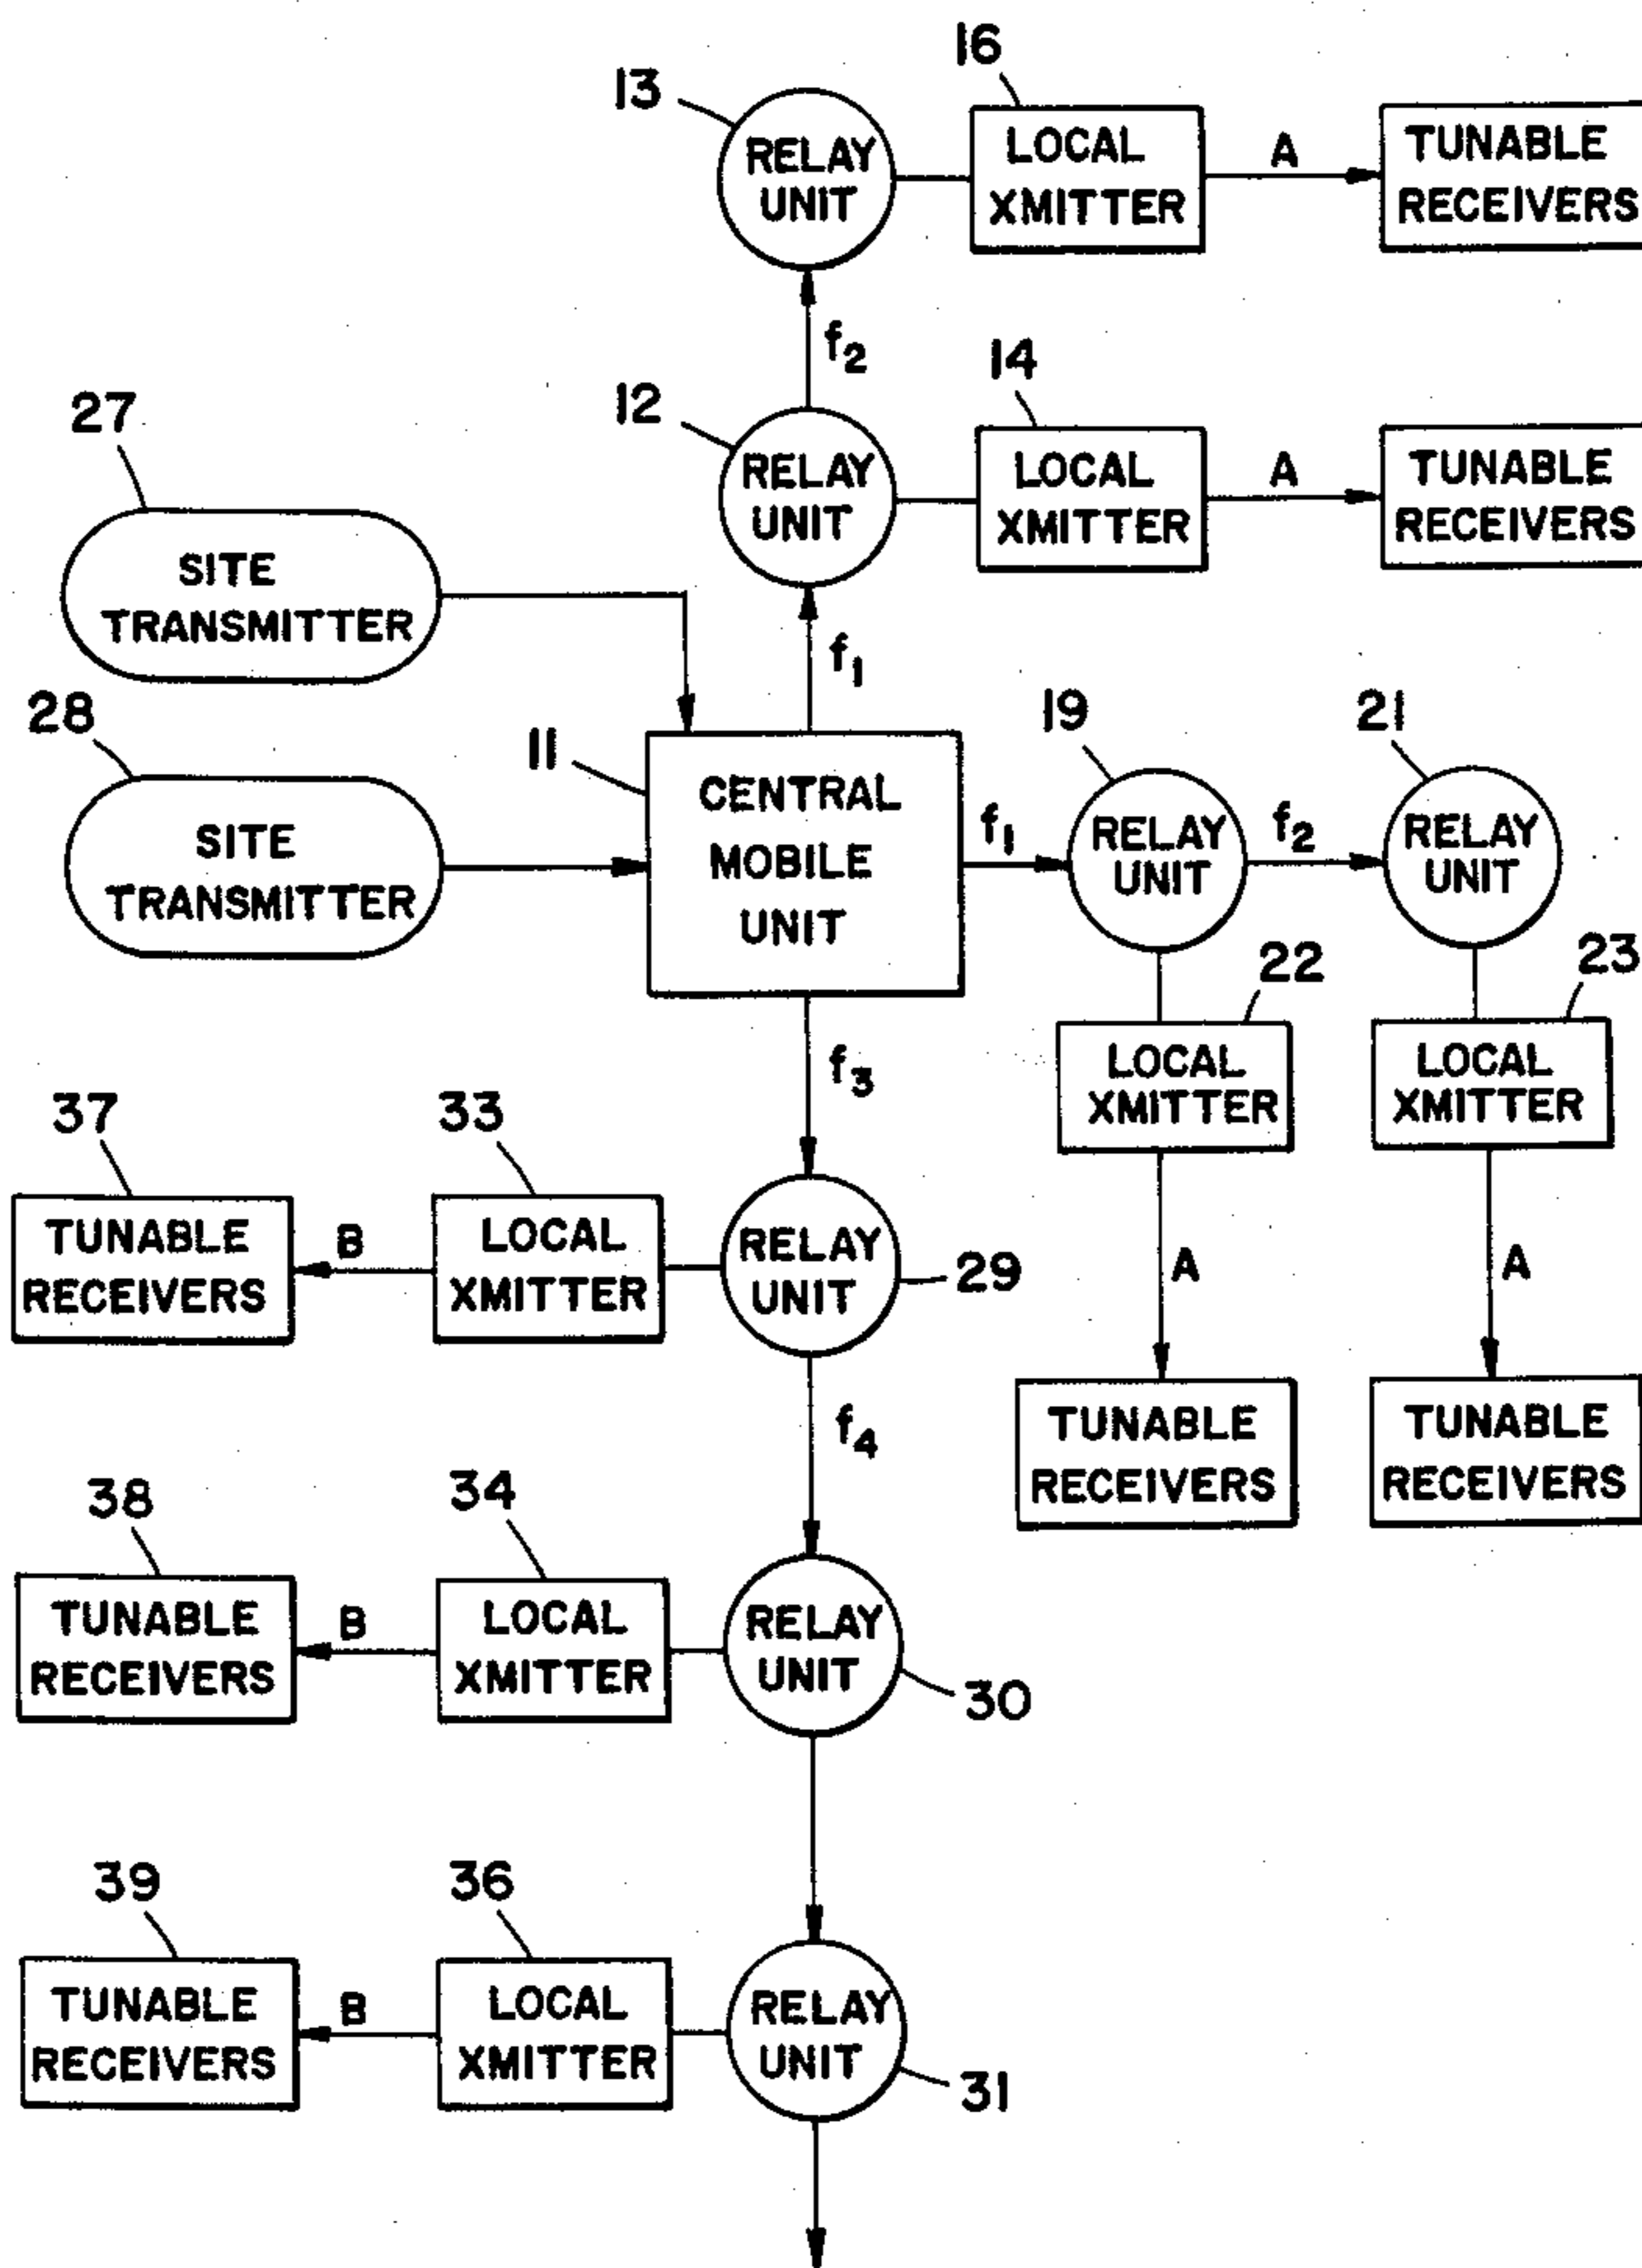 16
13
RELAY
UNIT
LOCAL
XMITTER
A
TUNABLE
RECEIVERS
f2
14
12
27
RELAY
UNIT
LOCAL
XMITTER
A
TUNABLE
RECEIVERS
SITE
TRANSMITTER
f1
28
11
19
21
SITE
TRANSMITTER
CENTRAL
MOBILE
UNIT
f1
RELAY
UNIT
f2
RELAY
UNIT
22
23
LOCAL
XMITTER
LOCAL
XMITTER
f3
37
33
TUNABLE
RECEIVERS
B
LOCAL
XMITTER
RELAY
UNIT
29
A
A
TUNABLE
RECEIVERS
TUNABLE
RECEIVERS
f4
38
34
TUNABLE
RECEIVERS
B
LOCAL
XMITTER
RELAY
UNIT
30
39
36
TUNABLE
RECEIVERS
B
LOCAL
XMITTER
RELAY
UNIT
31